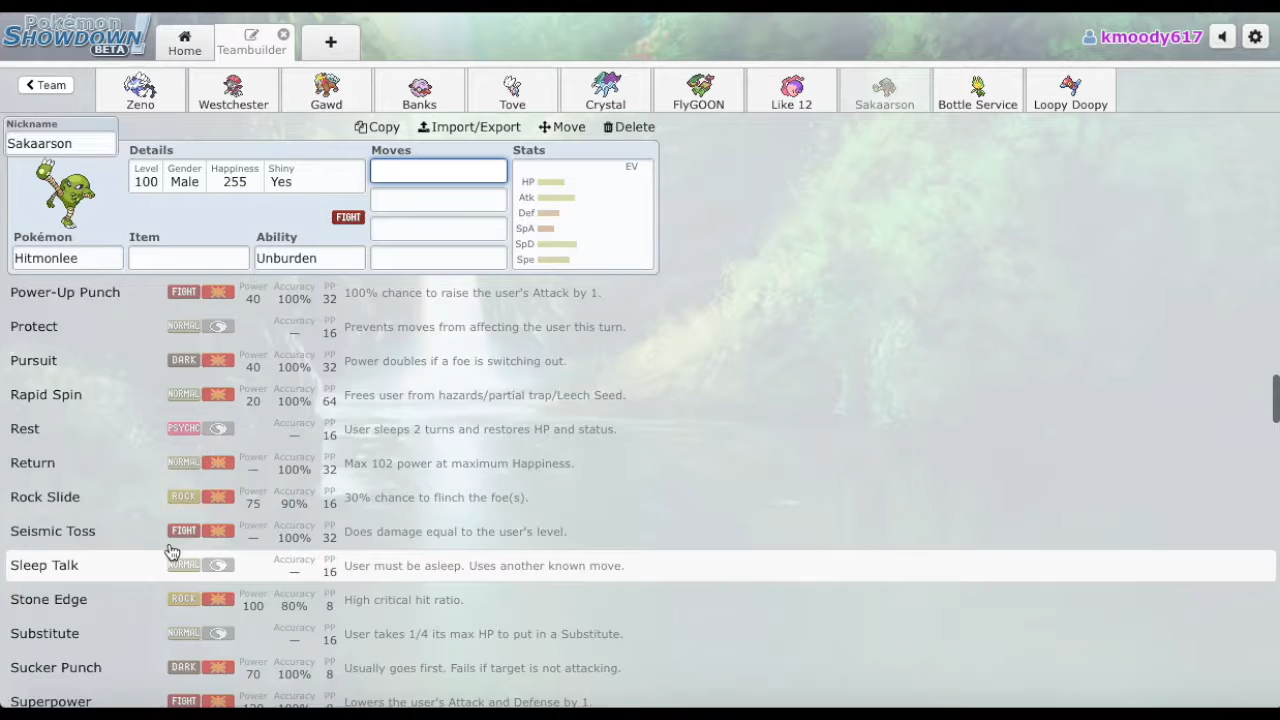 Pokémon
SHOWDOWN
BETA
Home
Teambuilder
+
kmoody617
< Team
Zeno
Westchester
Gawd
Banks
Tove
Crystal
FlyGOON
Like 12
Sakaarson
Bottle Service
Loopy Doopy
Nickname
Sakaarson
Copy Import/Export Move Delete
Details
Moves
Stats
Level Gender Happiness Shiny
100 Male 255 Yes
EV
HP
Atk
Def
SpA
SpD
Spe
FIGHT
Pokémon Item Ability
Hitmonlee Unburden
Power-Up Punch FIGHT Power 40 Accuracy 100% PP 32 100% chance to raise the user's Attack by 1.
Protect NORMAL Accuracy — PP 16 Prevents moves from affecting the user this turn.
Pursuit DARK Power 40 Accuracy 100% PP 32 Power doubles if a foe is switching out.
Rapid Spin NORMAL Power 20 Accuracy 100% PP 64 Frees user from hazards/partial trap/Leech Seed.
Rest PSYCHC Accuracy — PP 16 User sleeps 2 turns and restores HP and status.
Return NORMAL Power — Accuracy 100% PP 32 Max 102 power at maximum Happiness.
Rock Slide ROCK Power 75 Accuracy 90% PP 16 30% chance to flinch the foe(s).
Seismic Toss FIGHT Power — Accuracy 100% PP 32 Does damage equal to the user's level.
Sleep Talk NORMAL Accuracy — PP 16 User must be asleep. Uses another known move.
Stone Edge ROCK Power 100 Accuracy 80% PP 8 High critical hit ratio.
Substitute NORMAL Accuracy — PP 16 User takes 1/4 its max HP to put in a Substitute.
Sucker Punch DARK Power 70 Accuracy 100% PP 8 Usually goes first. Fails if target is not attacking.
Superpower FIGHT Power Accuracy PP Lowers the user's Attack and Defense by 1.